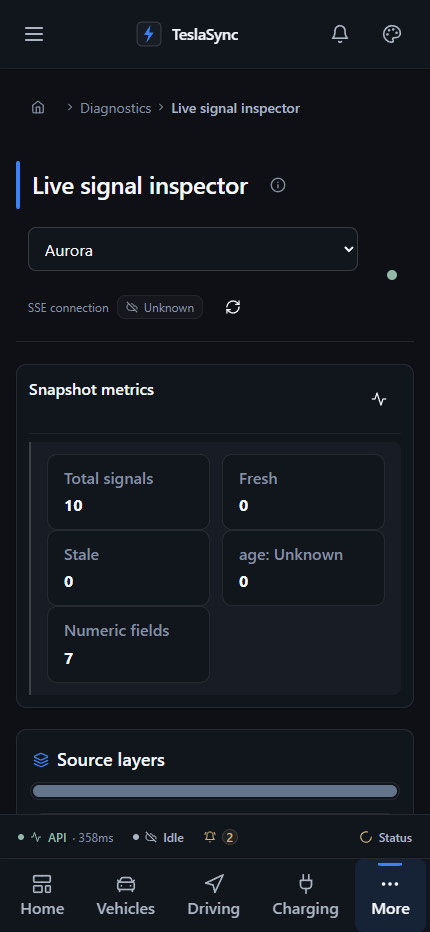 TeslaSync
Diagnostics
Live signal inspector
Live signal inspector
Aurora
SSE connection
Unknown
Snapshot metrics
Total signals
10
Fresh
0
Stale
0
age: Unknown
0
Numeric fields
7
Source layers
API · 358ms
Idle
2
Status
Home
Vehicles
Driving
Charging
More